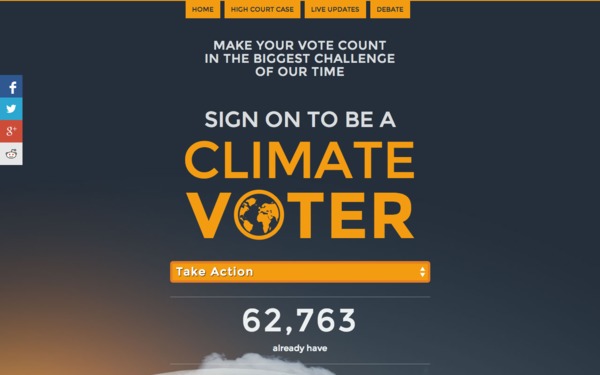 HOME
HIGH COURT CASE
LIVE UPDATES
DEBATE
MAKE YOUR VOTE COUNT
IN THE BIGGEST CHALLENGE
OF OUR TIME
SIGN ON TO BE A
CLIMATE
VOTER
Take Action
62,763
already have